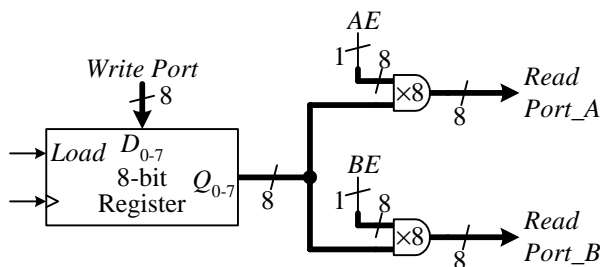 AE
1
8
Write Port
8
×8
8
Read
Port_A
Load
D0-7
8-bit
Register
Q0-7
8
BE
1
8
×8
8
Read
Port_B